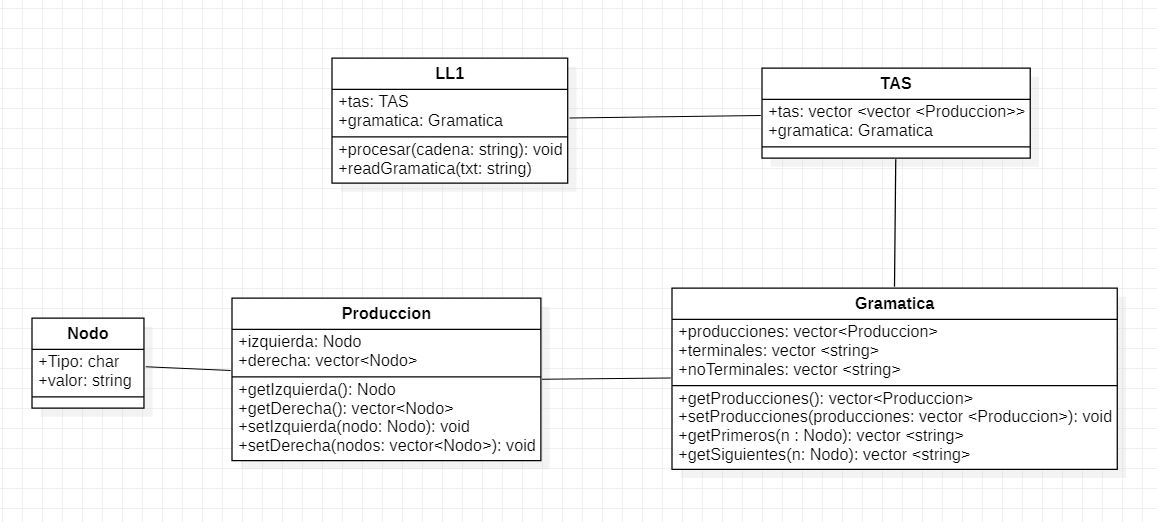 LL1
+tas: TAS
+gramatica: Gramatica
+procesar(cadena: string): void
+readGramatica(txt: string)
TAS
+tas: vector <vector <Produccion>>
+gramatica: Gramatica
Nodo
+Tipo: char
+valor: string
Produccion
+izquierda: Nodo
+derecha: vector<Nodo>
+getIzquierda(): Nodo
+getDerecha(): vector<Nodo>
+setIzquierda(nodo: Nodo): void
+setDerecha(nodos: vector<Nodo>): void
Gramatica
+producciones: vector<Produccion>
+terminales: vector <string>
+noTerminales: vector <string>
+getProducciones(): vector<Produccion>
+setProducciones(producciones: vector <Produccion>): void
+getPrimeros(n : Nodo): vector <string>
+getSiguientes(n: Nodo): vector <string>